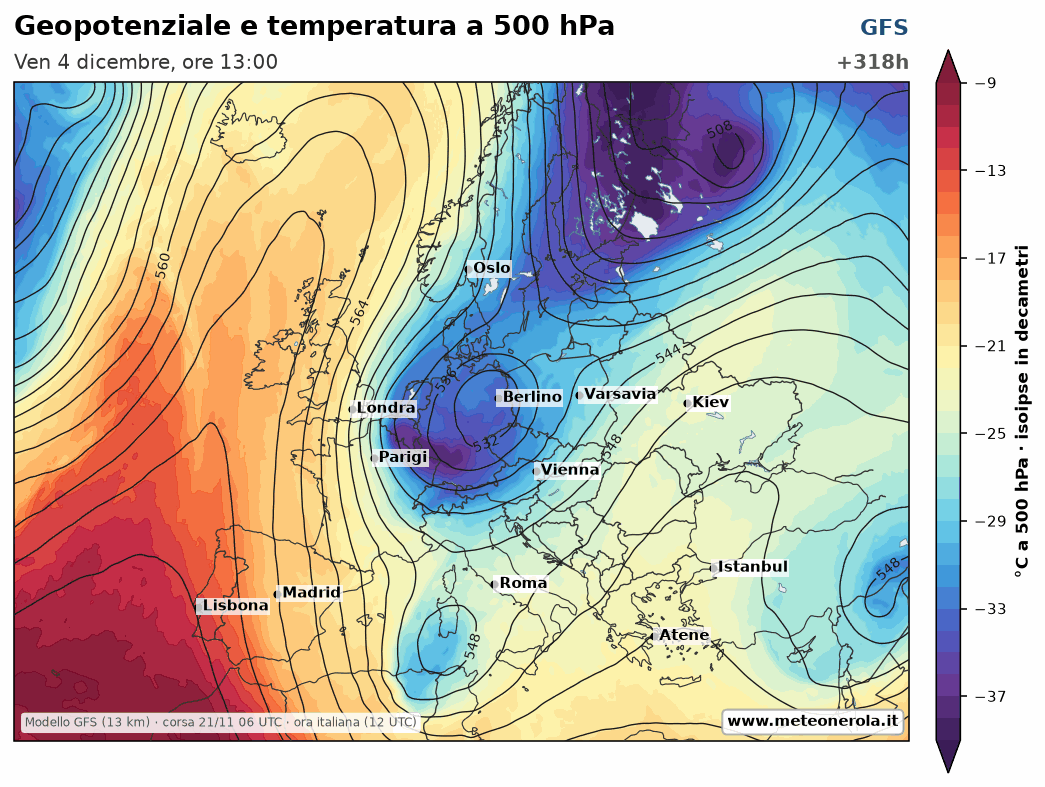 Geopotenziale e temperatura a 500 hPa
GFS
Ven 4 dicembre, ore 13:00
+318h
508
560
564
544
536
532
548
548
548
Oslo
Londra
Berlino
Varsavia
Kiev
Parigi
Vienna
Roma
Istanbul
Madrid
Lisbona
Atene
−9
−13
−17
−21
−25
−29
−33
−37
°C a 500 hPa · isoipse in decametri
Modello GFS (13 km) · corsa 21/11 06 UTC · ora italiana (12 UTC)
www.meteonerola.it